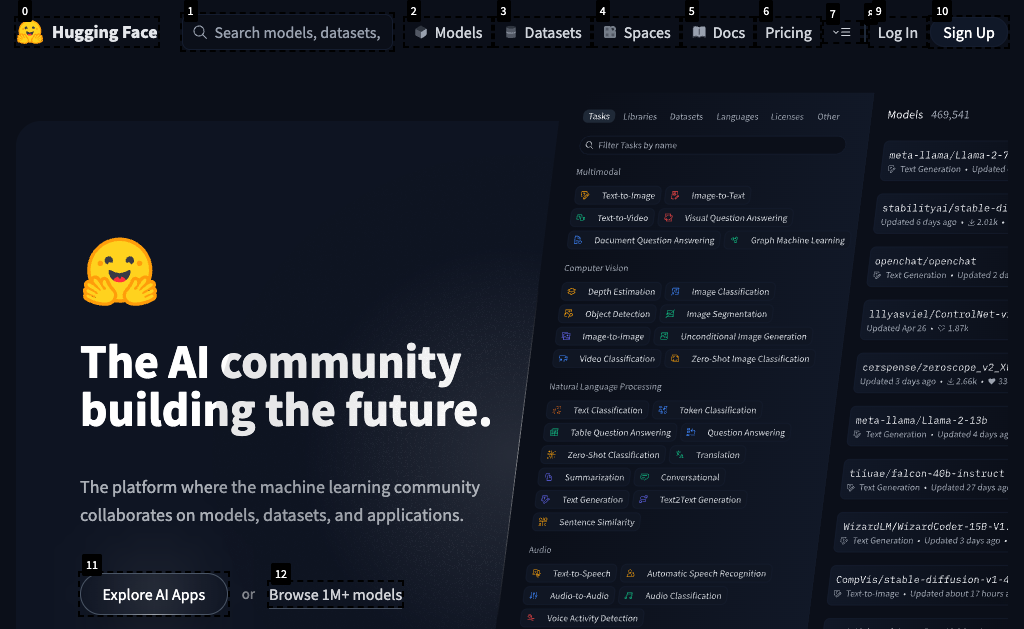 0 1 2 3 4 5 6 7 9 10
Hugging Face Search models, datasets, Models Datasets Spaces Docs Pricing Log In Sign Up
The AI community
building the future.
The platform where the machine learning community
collaborates on models, datasets, and applications.
11 12
Explore AI Apps or Browse 1M+ models
Tasks Libraries Datasets Languages Licenses Other
Filter Tasks by name
Multimodal
Text-to-Image Image-to-Text
Text-to-Video Visual Question Answering
Document Question Answering Graph Machine Learning
Computer Vision
Depth Estimation Image Classification
Object Detection Image Segmentation
Image-to-Image Unconditional Image Generation
Video Classification Zero-Shot Image Classification
Natural Language Processing
Text Classification Token Classification
Table Question Answering Question Answering
Zero-Shot Classification Translation
Summarization Conversational
Text Generation Text2Text Generation
Sentence Similarity
Audio
Text-to-Speech Automatic Speech Recognition
Audio-to-Audio Audio Classification
Voice Activity Detection
Models 469,541
meta-llama/Llama-2-7
Text Generation • Updated
stabilityai/stable-di
Updated 6 days ago • 2.01k •
openchat/openchat
Text Generation • Updated 2 da
lllyasviel/ControlNet-v
Updated Apr 26 • 1.87k
cerspense/zeroscope_v2_X
Updated 3 days ago • 2.66k • 33
meta-llama/Llama-2-13b
Text Generation • Updated 4 days ag
tiiuae/falcon-40b-instruct
Text Generation • Updated 27 days ag
WizardLM/WizardCoder-15B-V1.
Text Generation • Updated 3 days ago •
CompVis/stable-diffusion-v1-4
Text-to-Image • Updated about 17 hours a